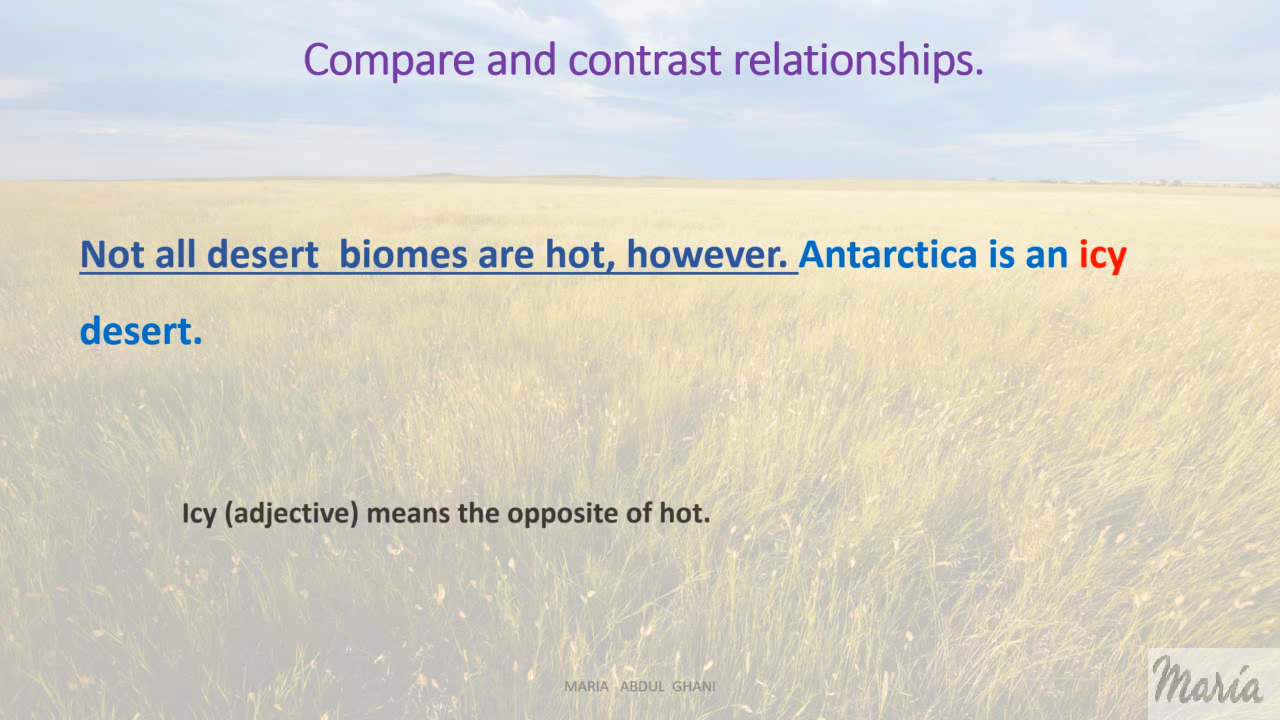 Compare and contrast relationships.
Not all desert  biomes are hot, however. Antarctica is an icy
desert.
Icy (adjective) means the opposite of hot.
MARIA   ABDUL  GHANI
María